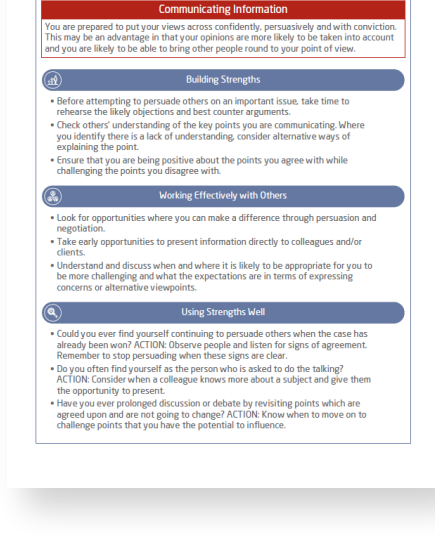 Communicating Information
You are prepared to put your views across confidently, persuasively and with conviction.
This may be an advantage in that your opinions are more likely to be taken into account
and you are likely to be able to bring other people round to your point of view.
Building Strengths
• Before attempting to persuade others on an important issue, take time to
rehearse the likely objections and best counter arguments.
• Check others' understanding of the key points you are communicating. Where
you identify there is a lack of understanding, consider alternative ways of
explaining the point.
• Ensure that you are being positive about the points you agree with while
challenging the points you disagree with.
Working Effectively with Others
• Look for opportunities where you can make a difference through persuasion and
negotiation.
• Take early opportunities to present information directly to colleagues and/or
clients.
• Understand and discuss when and where it is likely to be appropriate for you to
be more challenging and what the expectations are in terms of expressing
concerns or alternative viewpoints.
Using Strengths Well
• Could you ever find yourself continuing to persuade others when the case has
already been won? ACTION: Observe people and listen for signs of agreement.
Remember to stop persuading when these signs are clear.
• Do you often find yourself as the person who is asked to do the talking?
ACTION: Consider when a colleague knows more about a subject and give them
the opportunity to present.
• Have you ever prolonged discussion or debate by revisiting points which are
agreed upon and are not going to change? ACTION: Know when to move on to
challenge points that you have the potential to influence.